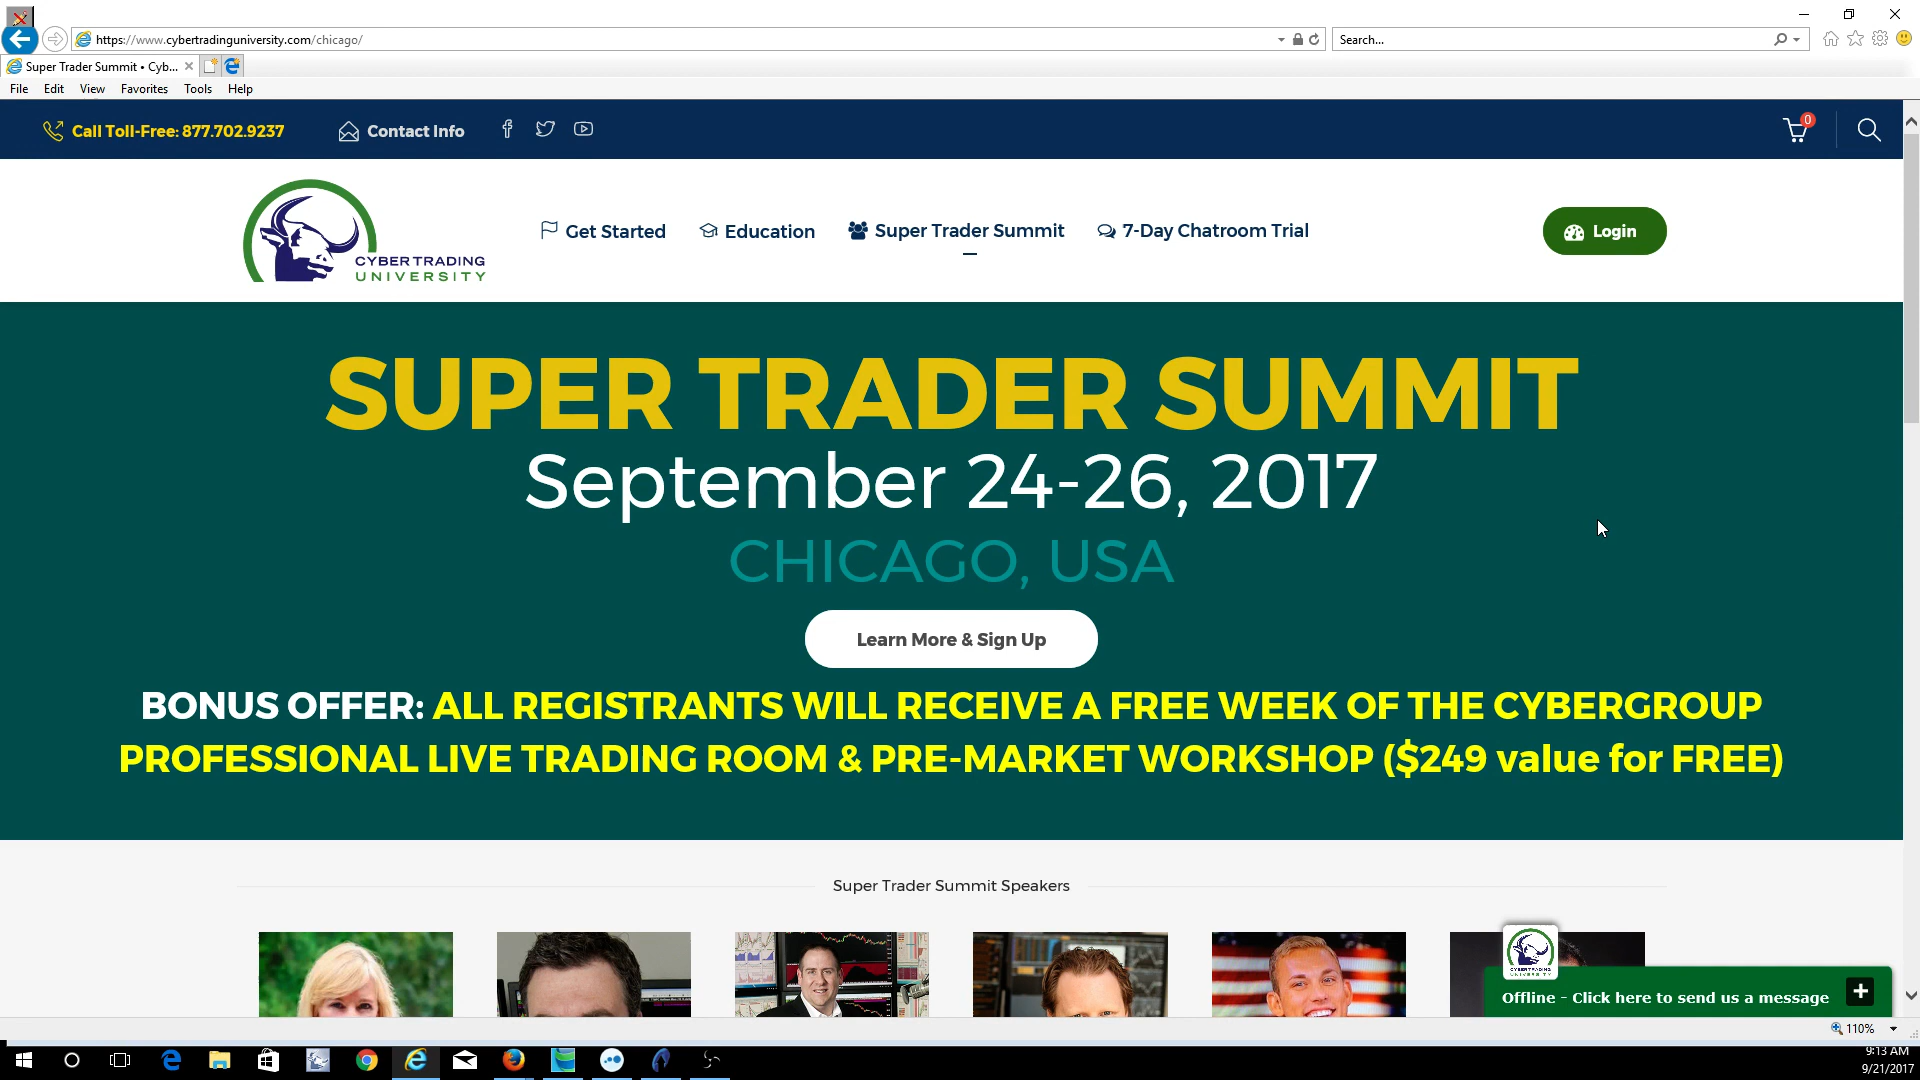 https://www.cybertradinguniversity.com/chicago/
Search...
Super Trader Summit • Cyb...
File Edit View Favorites Tools Help
Call Toll-Free: 877.702.9237 Contact Info
0
CYBERTRADING
UNIVERSITY
Get Started Education Super Trader Summit 7-Day Chatroom Trial Login
SUPER TRADER SUMMIT
September 24-26, 2017
CHICAGO, USA
Learn More & Sign Up
BONUS OFFER: ALL REGISTRANTS WILL RECEIVE A FREE WEEK OF THE CYBERGROUP
PROFESSIONAL LIVE TRADING ROOM & PRE-MARKET WORKSHOP ($249 value for FREE)
Super Trader Summit Speakers
CYBERTRADING
UNIVERSITY
Offline - Click here to send us a message
110%
9:13 AM
9/21/2017